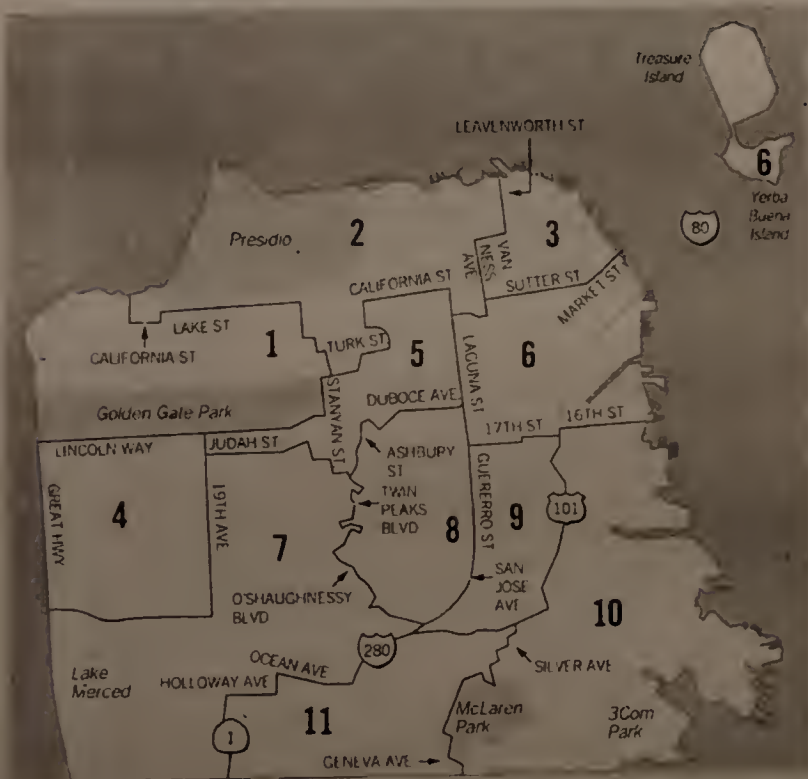 Treasure
Island
LEAVENWORTH ST
6
Yerba
Buena
Island
80
Presidio
2
3
VAN
NESS
AVE
CALIFORNIA ST
SUTTER ST
MARKET ST
LAKE ST
CALIFORNIA ST
1
TURK ST
5
6
LAGUNA ST
STANYAN ST
DUBOCE AVE
Golden Gate Park
17TH ST
16TH ST
LINCOLN WAY
JUDAH ST
ASHBURY
ST
GREAT HWY
4
19TH AVE
TWIN
PEAKS
BLVD
7
8
GUERERRO ST
9
101
O'SHAUGHNESSY
BLVD
SAN
JOSE
AVE
10
280
OCEAN AVE
SILVER AVE
Lake
Merced
HOLLOWAY AVE
McLaren
Park
3Com
Park
1
11
GENEVA AVE